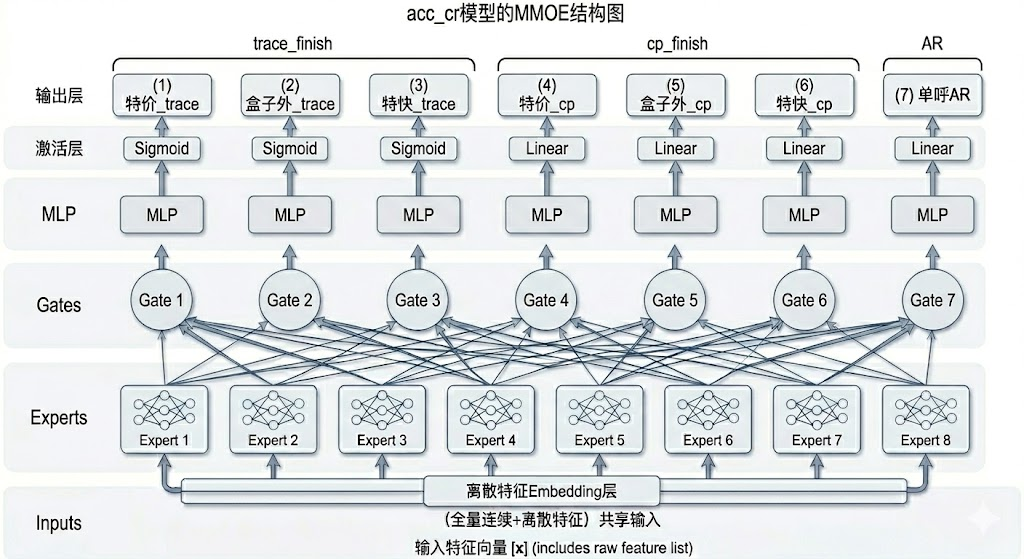 acc_cr模型的MMOE结构图
trace_finish
cp_finish
AR
输出层
(1)
特价_trace
(2)
盒子外_trace
(3)
特快_trace
(4)
特价_cp
(5)
盒子外_cp
(6)
特快_cp
(7) 单呼AR
激活层
Sigmoid
Sigmoid
Sigmoid
Linear
Linear
Linear
Linear
MLP
MLP
MLP
MLP
MLP
MLP
MLP
MLP
Gates
Gate 1
Gate 2
Gate 3
Gate 4
Gate 5
Gate 6
Gate 7
Experts
Expert 1
Expert 2
Expert 3
Expert 4
Expert 5
Expert 6
Expert 7
Expert 8
离散特征Embedding层
Inputs
（全量连续+离散特征）共享输入
输入特征向量 [x] (includes raw feature list)